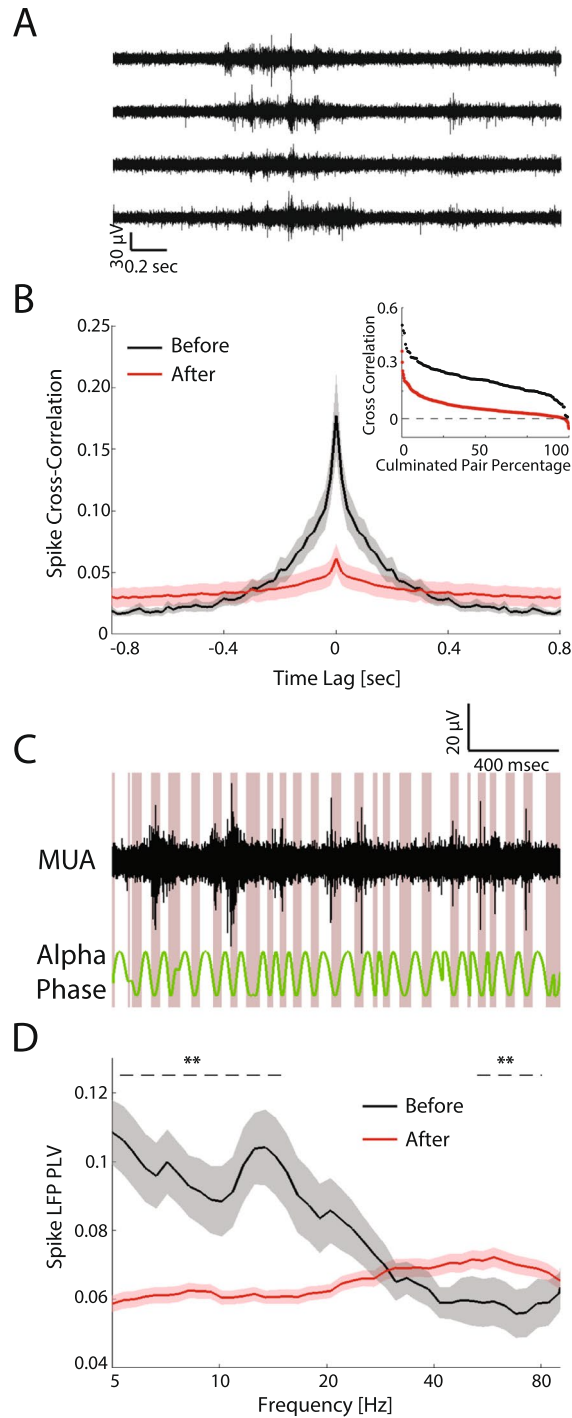 A
30 µV
0.2 sec
B
0.25
0.20
0.15
0.10
0.05
0
Spike Cross-Correlation
Before
After
-0.8
-0.4
0
0.4
0.8
Time Lag [sec]
0.6
0.3
0
Cross Correlation
0
50
100
Culminated Pair Percentage
20 µV
400 msec
C
MUA
Alpha
Phase
D
**
**
0.12
0.1
0.08
0.06
0.04
Spike LFP PLV
Before
After
5
10
20
40
80
Frequency [Hz]